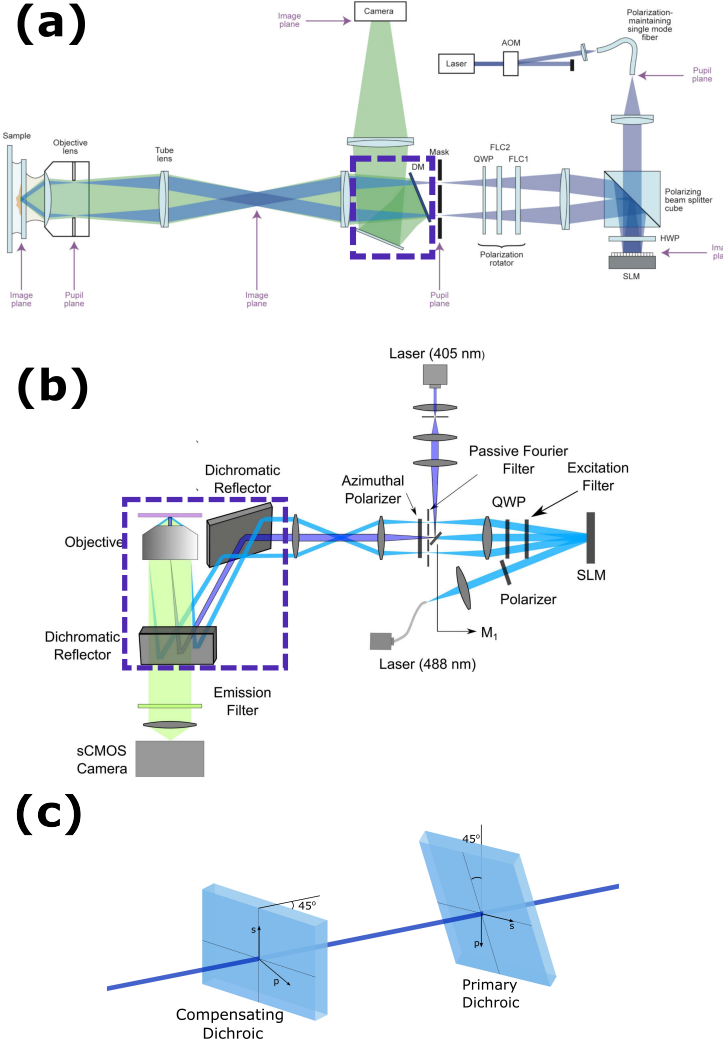 (a)
Image
plane
Camera
Polarization-
maintaining
single mode
fiber
AOM
Laser
Pupil
plane
Sample
Objective
lens
Tube
lens
Mask
DM
FLC2
QWP
FLC1
Polarizing
beam splitter
cube
HWP
SLM
Polarization
rotator
Image
plane
Pupil
plane
Image
plane
Pupil
plane
Ima
plane
(b)
Laser (405 nm)
Passive Fourier
Filter
Dichromatic
Reflector
Azimuthal
Polarizer
QWP
Excitation
Filter
Objective
SLM
Polarizer
Dichromatic
Reflector
M1
Laser (488 nm)
Emission
Filter
sCMOS
Camera
(c)
45°
s
p
45°
s
p
Compensating
Dichroic
Primary
Dichroic